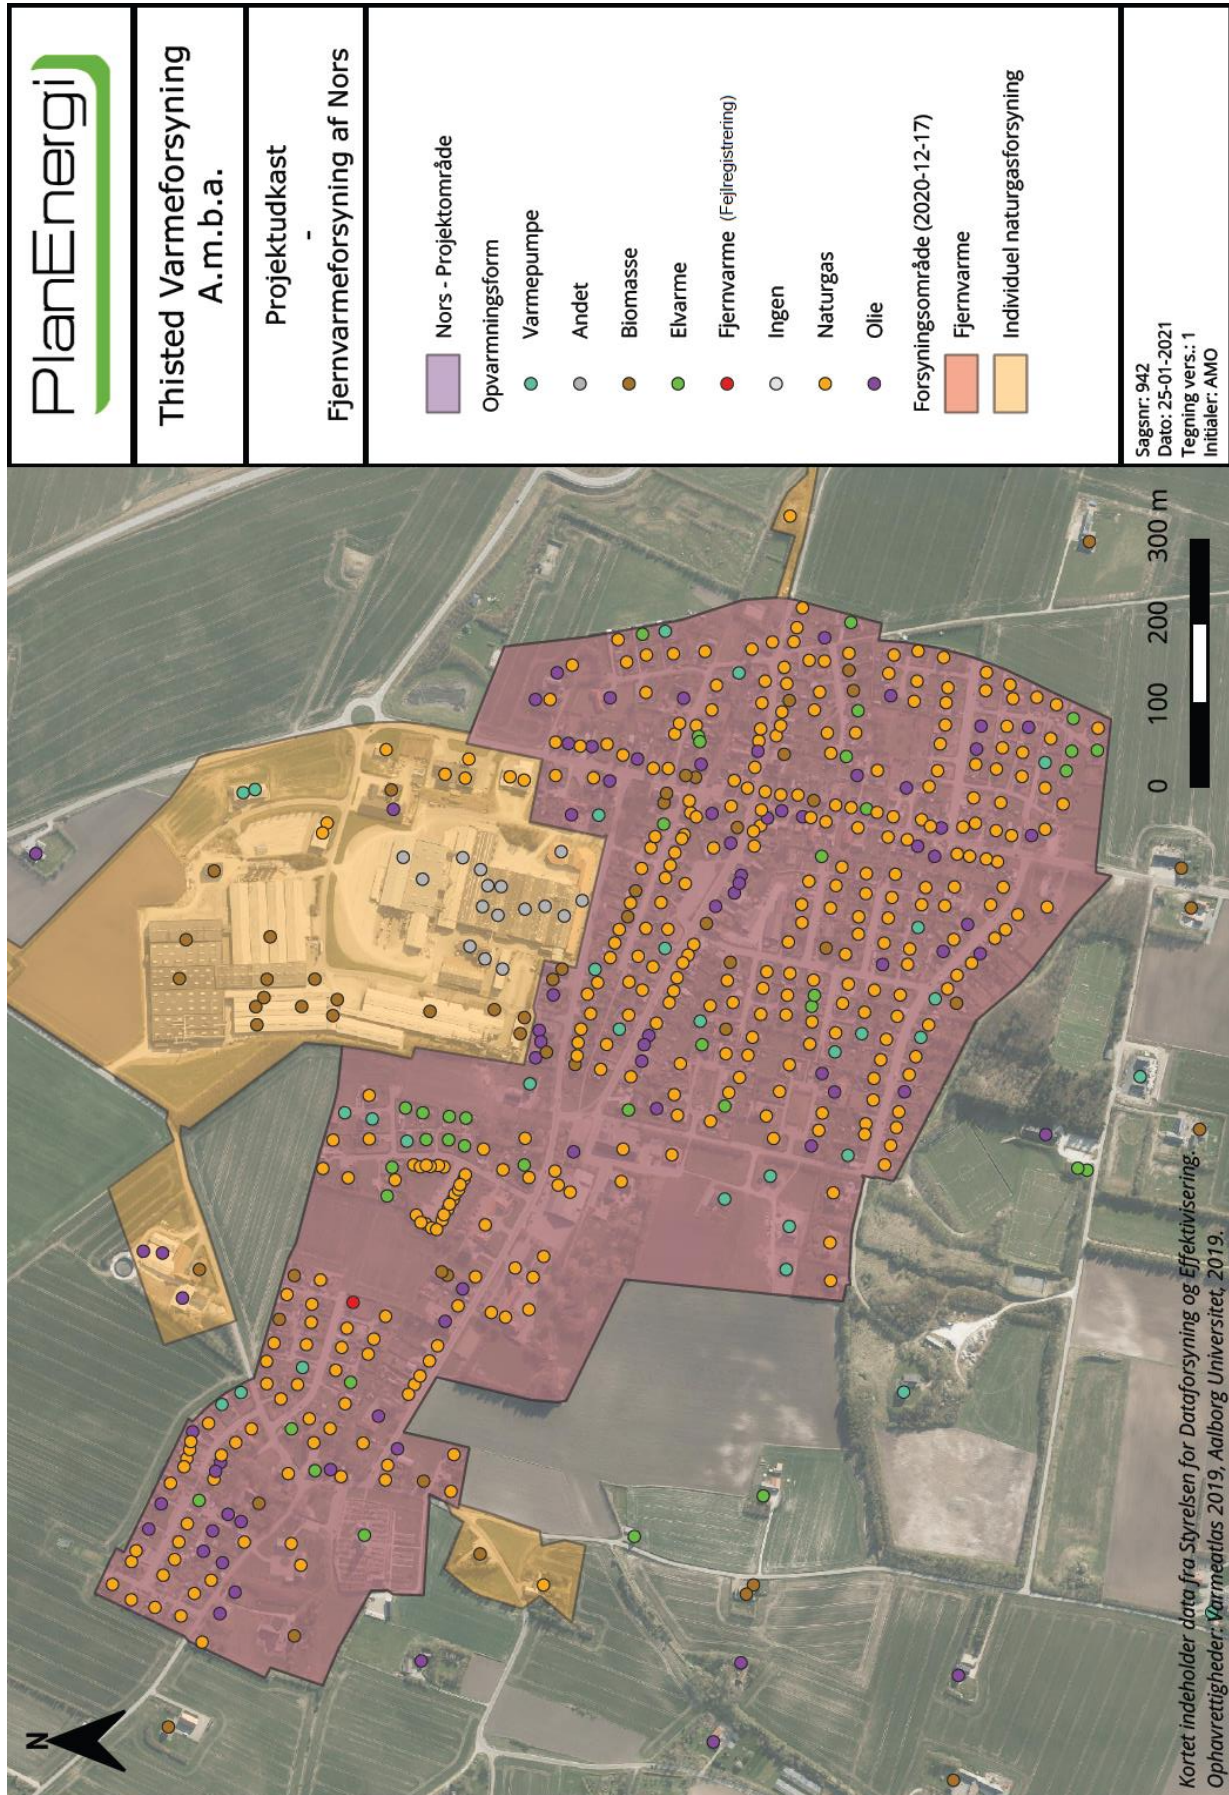 PlanEnergi
Thisted Varmeforsyning
A.m.b.a.
Projektudkast
-
Fjernvarmeforsyning af Nors
Nors - Projektområde
Opvarmningsform
Varmepumpe
Andet
Biomasse
Elvarme
Fjernvarme (Fejlregistrering)
Ingen
Naturgas
Olie
Forsyningsområde (2020-12-17)
Fjernvarme
Individuel naturgasforsyning
Sagsnr: 942
Dato: 25-01-2021
Tegning vers.: 1
Initialer: AMO
N
0 100 200 300 m
Kortet indeholder data fra Styrelsen for Dataforsyning og Effektivisering.
Ophavrettigheder: Varmeatlas 2019, Aalborg Universitet, 2019.